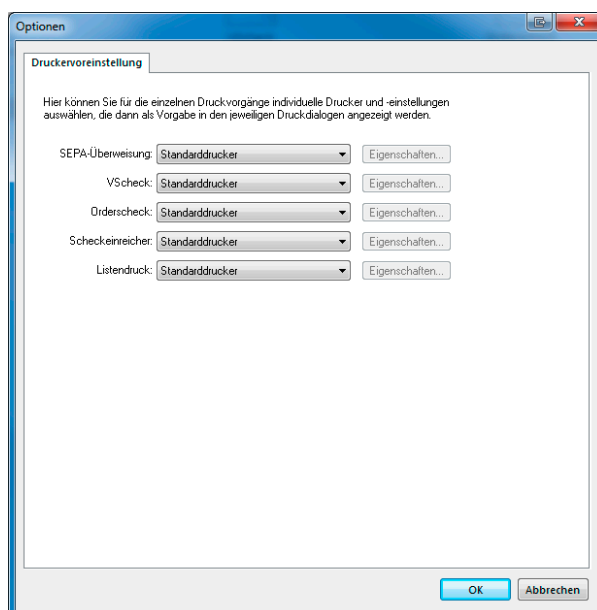 Optionen
Druckervoreinstellung
Hier können Sie für die einzelnen Druckvorgänge individuelle Drucker und -einstellungen
auswählen, die dann als Vorgabe in den jeweiligen Druckdialogen angezeigt werden.
SEPA-Überweisung: Standarddrucker Eigenschaften...
VScheck: Standarddrucker Eigenschaften...
Orderscheck: Standarddrucker Eigenschaften...
Scheckeinreicher: Standarddrucker Eigenschaften...
Listendruck: Standarddrucker Eigenschaften...
OK Abbrechen